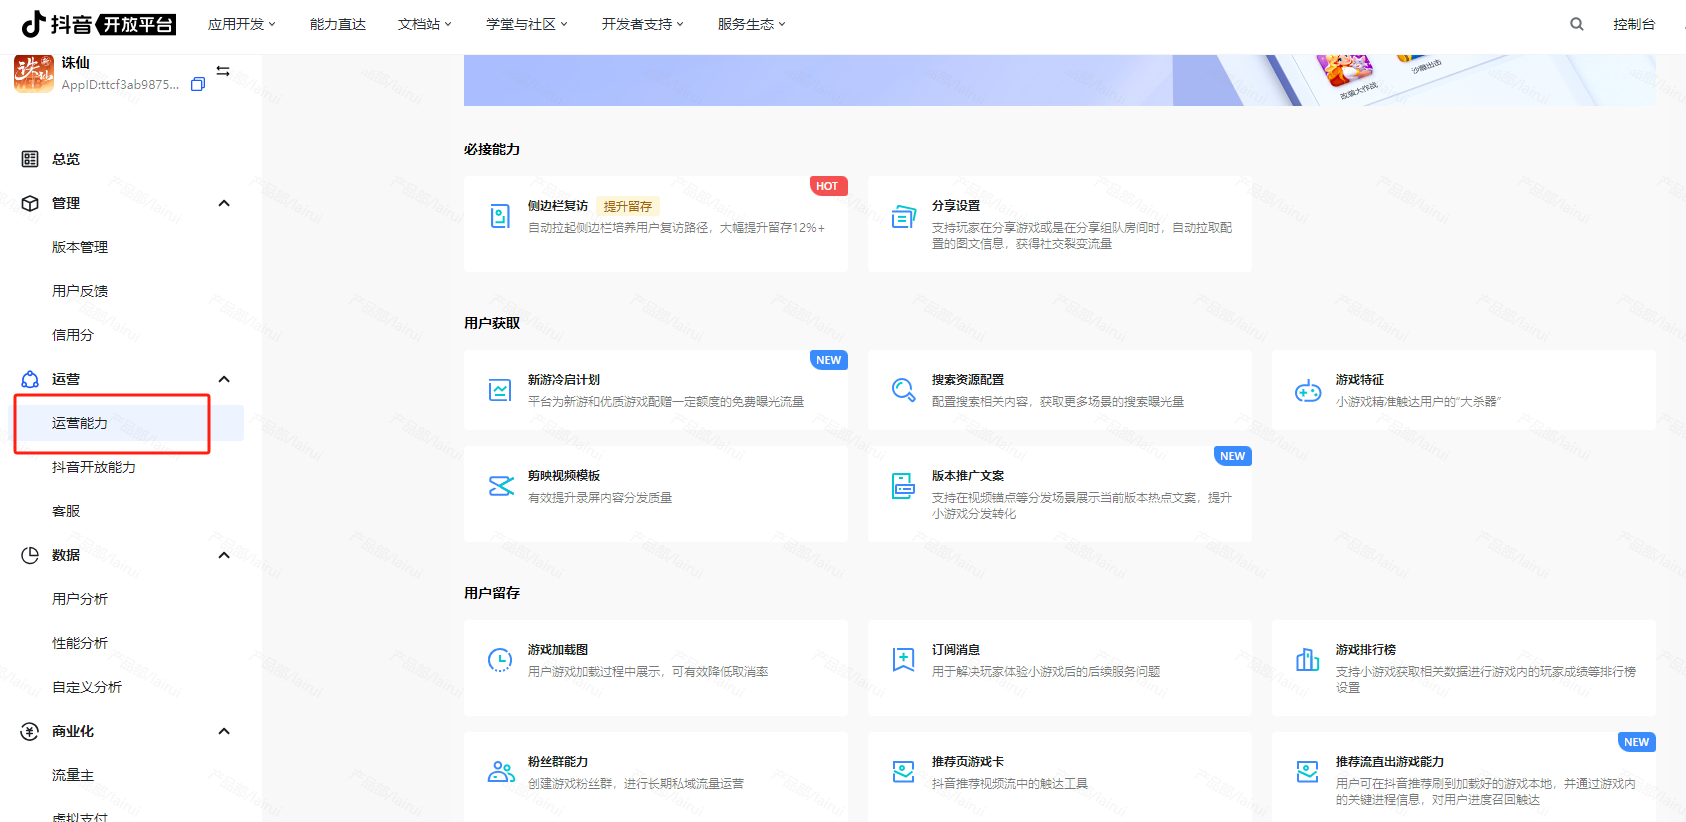 抖音 开放平台
应用开发
能力直达
文档站
学堂与社区
开发者支持
服务生态
控制台
诛仙
AppID:ttcf3ab9875...
总览
管理
版本管理
用户反馈
信用分
运营
运营能力
抖音开放能力
客服
数据
用户分析
性能分析
自定义分析
商业化
流量主
虚拟支付
改装大作战
沙雕出击
必接能力
HOT
侧边栏复访 提升留存
自动拉起侧边栏培养用户复访路径，大幅提升留存12%+
分享设置
支持玩家在分享游戏或是在分享组队房间时，自动拉取配
置的图文信息，获得社交裂变流量
用户获取
NEW
新游冷启计划
平台为新游和优质游戏配赠一定额度的免费曝光流量
搜索资源配置
配置搜索相关内容，获取更多场景的搜索曝光量
游戏特征
小游戏精准触达用户的“大杀器”
剪映视频模板
有效提升录屏内容分发质量
NEW
版本推广文案
支持在视频锚点等分发场景展示当前版本热点文案，提升
小游戏分发转化
用户留存
游戏加载图
用户游戏加载过程中展示，可有效降低取消率
订阅消息
用于解决玩家体验小游戏后的后续服务问题
游戏排行榜
支持小游戏获取相关数据进行游戏内的玩家成绩等排行榜
设置
粉丝群能力
创建游戏粉丝群，进行长期私域流量运营
推荐页游戏卡
抖音推荐视频流中的触达工具
NEW
推荐流直出游戏能力
用户可在抖音推荐刷到加载好的游戏本地，并通过游戏内
的关键进程信息，对用户进度召回触达
产品部/lairui